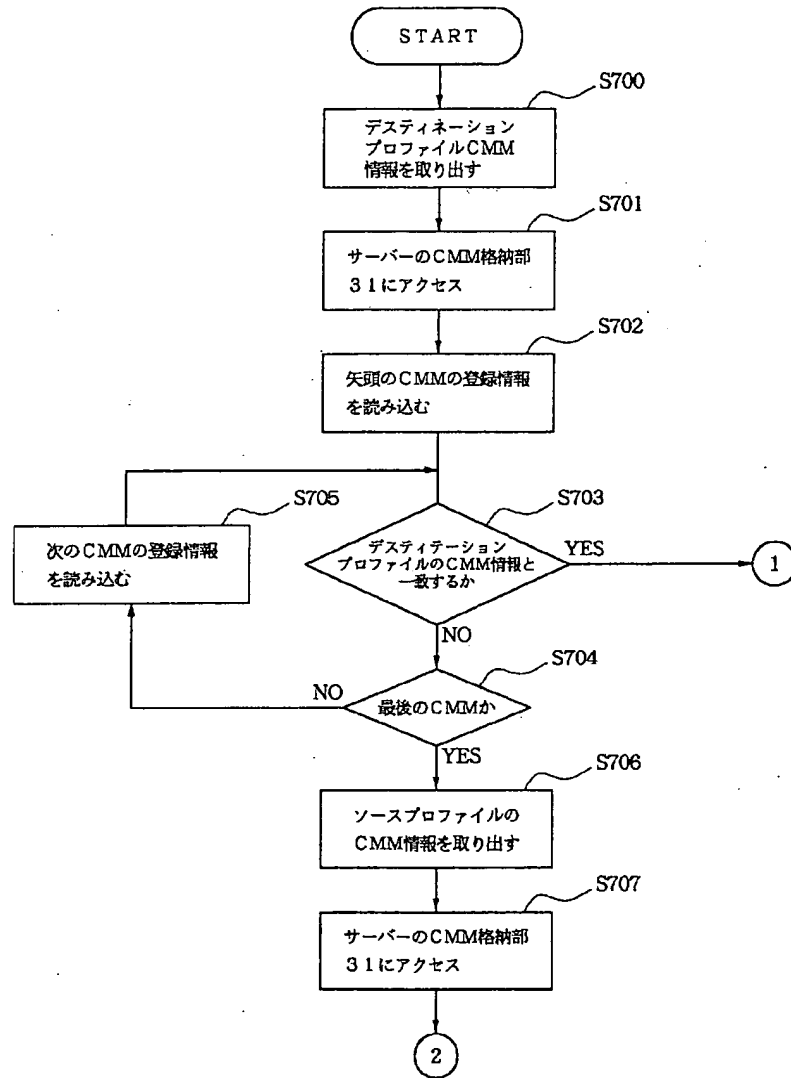 START
S700
デスティネーション
プロファイルCMM
情報を取り出す
S701
サーバーのCMM格納部
31にアクセス
S702
矢頭のCMMの登録情報
を読み込む
S705
次のCMMの登録情報
を読み込む
S703
デスティテーション
プロファイルのCMM情報と
一致するか
YES
1
NO
S704
最後のCMMか
NO
YES
S706
ソースプロファイルの
CMM情報を取り出す
S707
サーバーのCMM格納部
31にアクセス
2